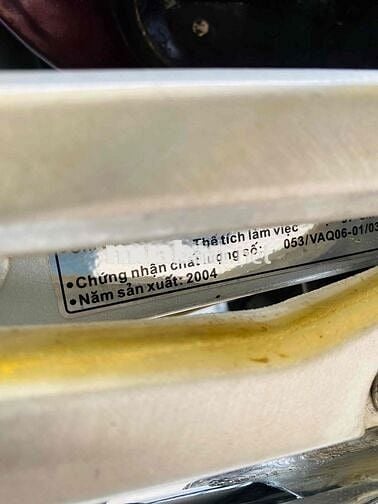 Thể tích làm việc
• Chứng nhận chất lượng số: 053/VAQ06-01/03
• Năm sản xuất: 2004